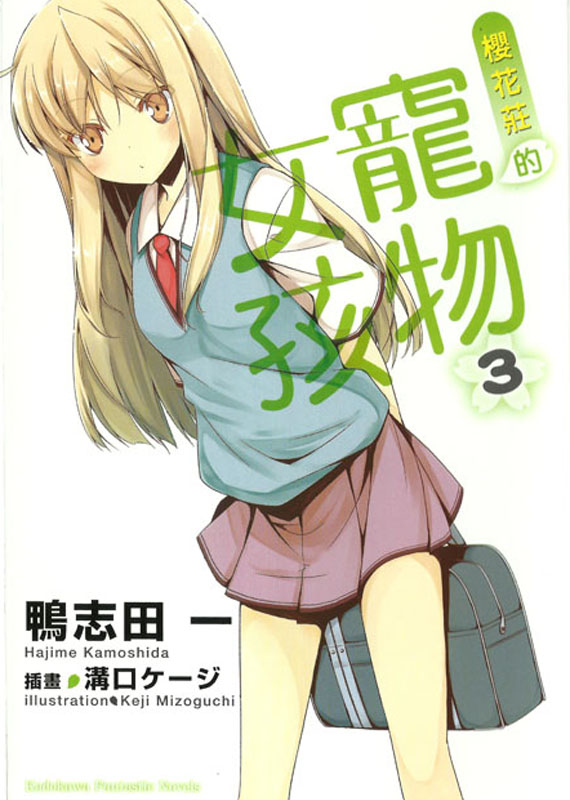 櫻花莊
的
寵物
女孩
3
鴨志田 一
Hajime Kamoshida
插畫 溝口ケージ
illustration Keji Mizoguchi
Kadokawa Fantastic Novels